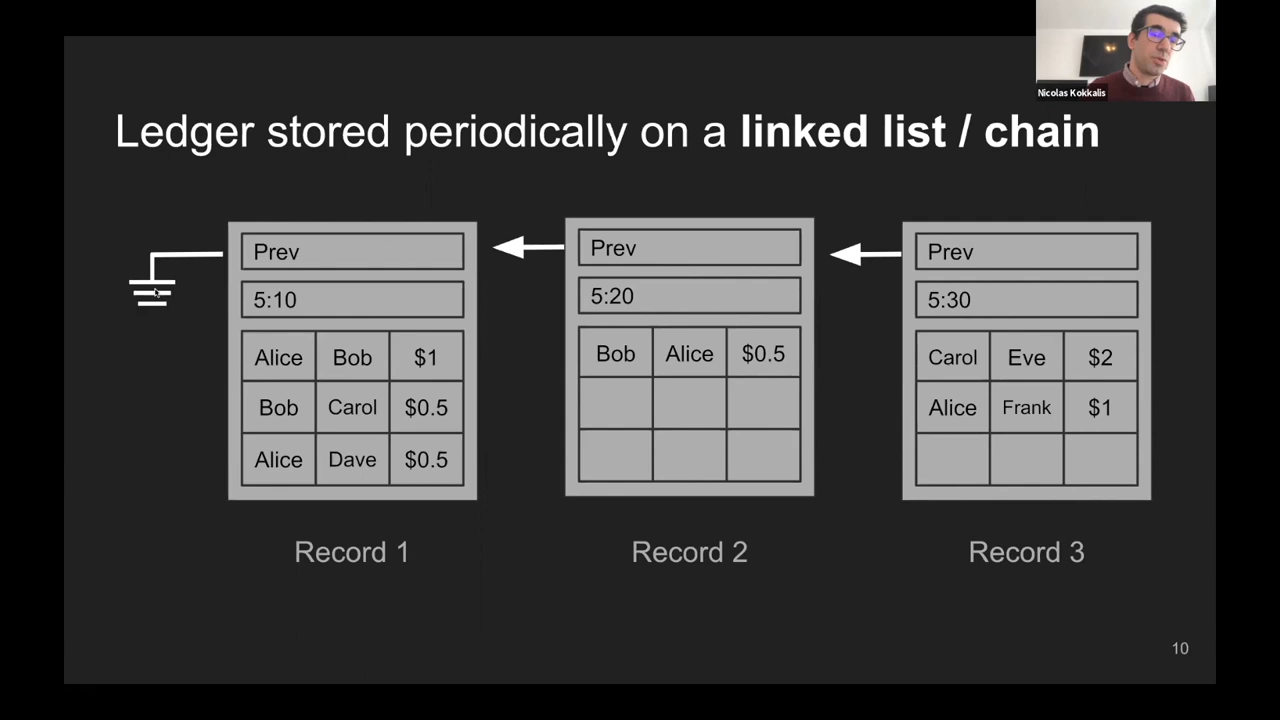 Nicolas Kokkalis
Ledger stored periodically on a linked list / chain
Prev
5:10
Alice Bob $1
Bob Carol $0.5
Alice Dave $0.5
Record 1
Prev
5:20
Bob Alice $0.5
Record 2
Prev
5:30
Carol Eve $2
Alice Frank $1
Record 3
10